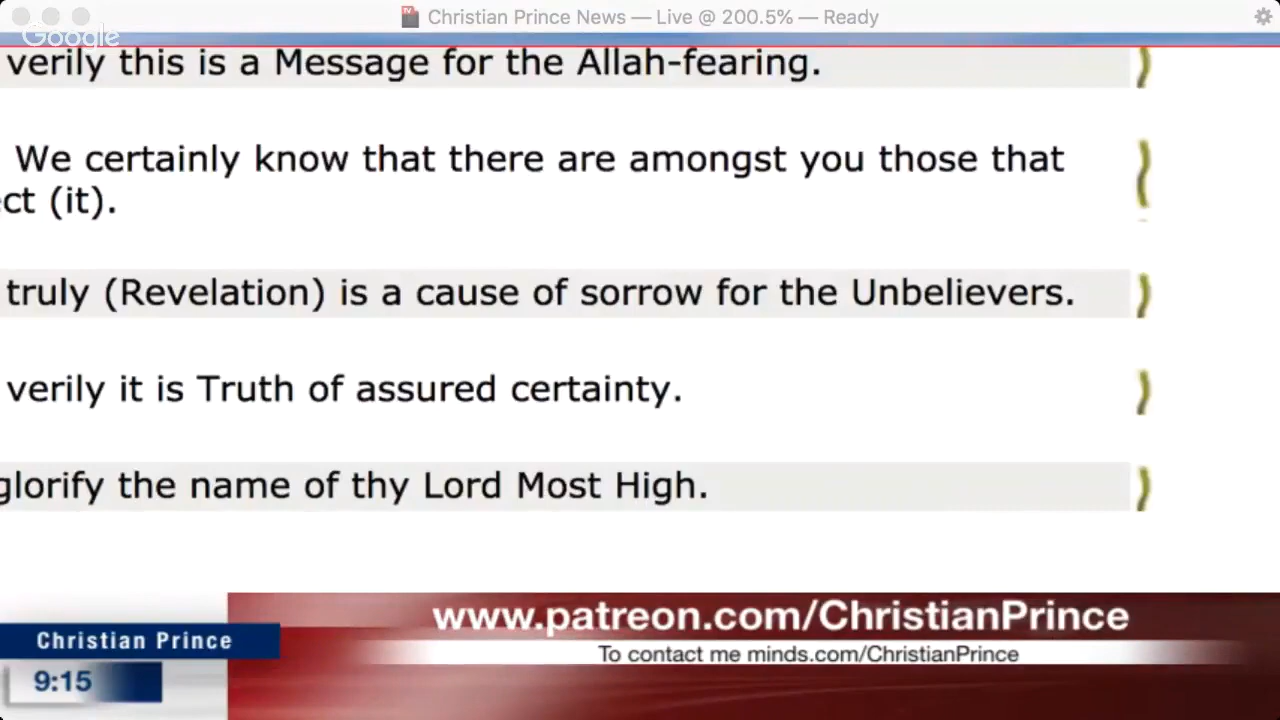 Christian Prince News — Live @ 200.5% — Ready
Google
verily this is a Message for the Allah-fearing.
We certainly know that there are amongst you those that
ct (it).
truly (Revelation) is a cause of sorrow for the Unbelievers.
verily it is Truth of assured certainty.
glorify the name of thy Lord Most High.
www.patreon.com/ChristianPrince
To contact me minds.com/ChristianPrince
Christian Prince
9:15